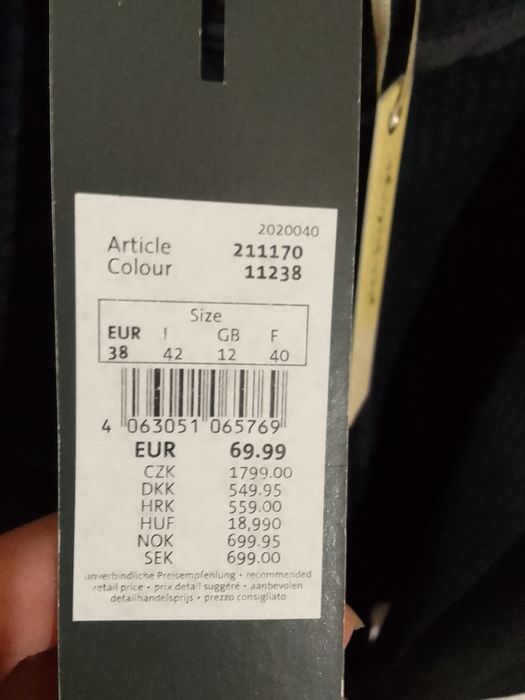 2020040
Article 211170
Colour 11238
Size
EUR I GB F
38 42 12 40
4 063051 065769
EUR 69.99
CZK 1799.00
DKK 549.95
HRK 559.00
HUF 18,990
NOK 699.95
SEK 699.00
unverbindliche Preisempfehlung • recommended
retail price • prix détail suggéré • aanbevolen
detailhandelsprijs • prezzo consigliato